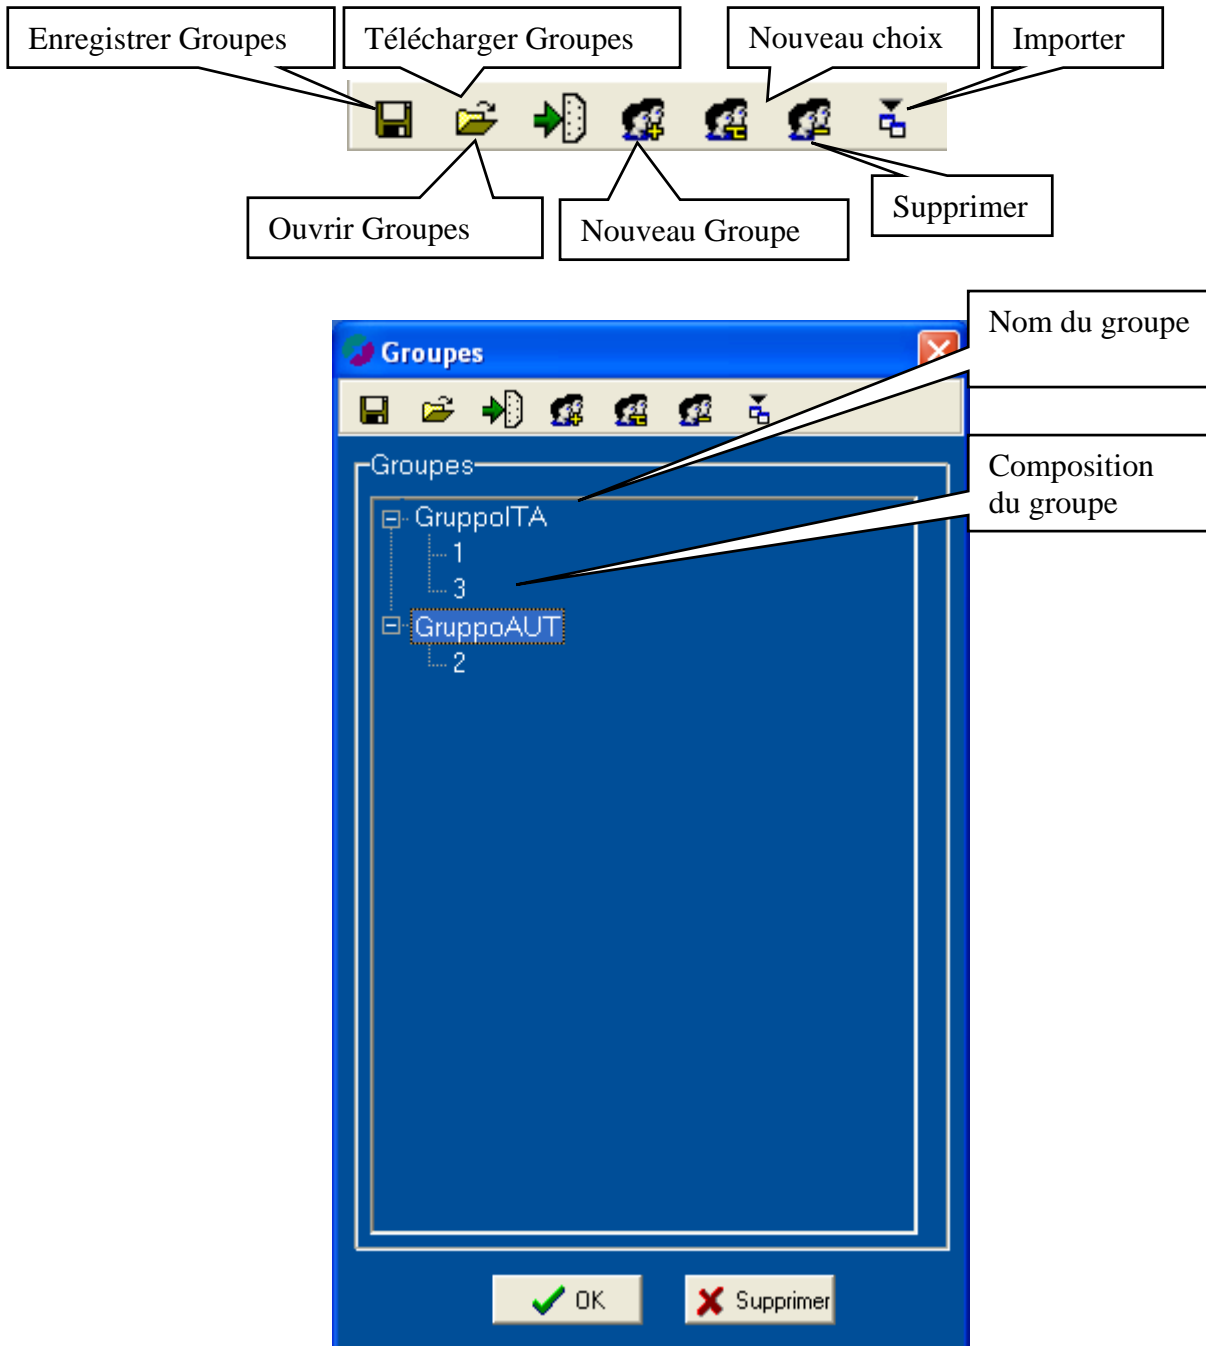 Enregistrer Groupes
Télécharger Groupes
Nouveau choix
Importer
Ouvrir Groupes
Nouveau Groupe
Supprimer
Nom du groupe
Groupes
Composition
du groupe
Groupes
GruppoITA
1
3
GruppoAUT
2
OK
Supprimer